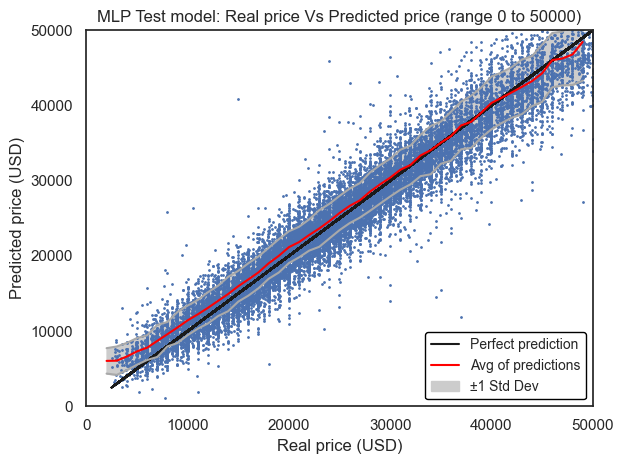 MLP Test model: Real price Vs Predicted price (range 0 to 50000)
50000
40000
30000
20000
10000
0
Predicted price (USD)
Perfect prediction
Avg of predictions
±1 Std Dev
0 10000 20000 30000 40000 50000
Real price (USD)